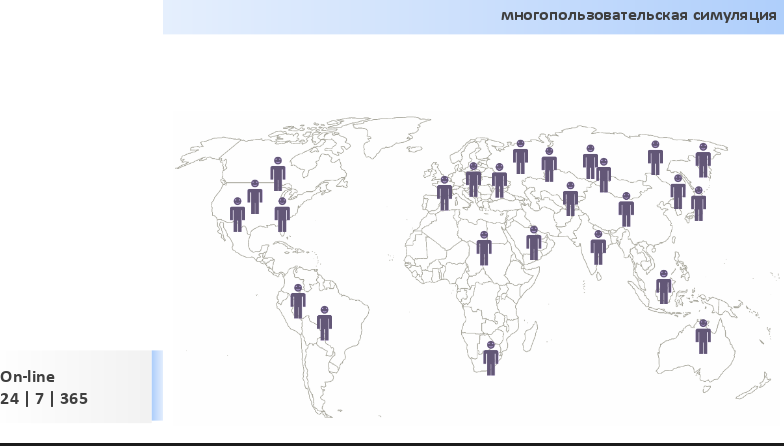 многопользовательская симуляция
On-line
24 | 7 | 365